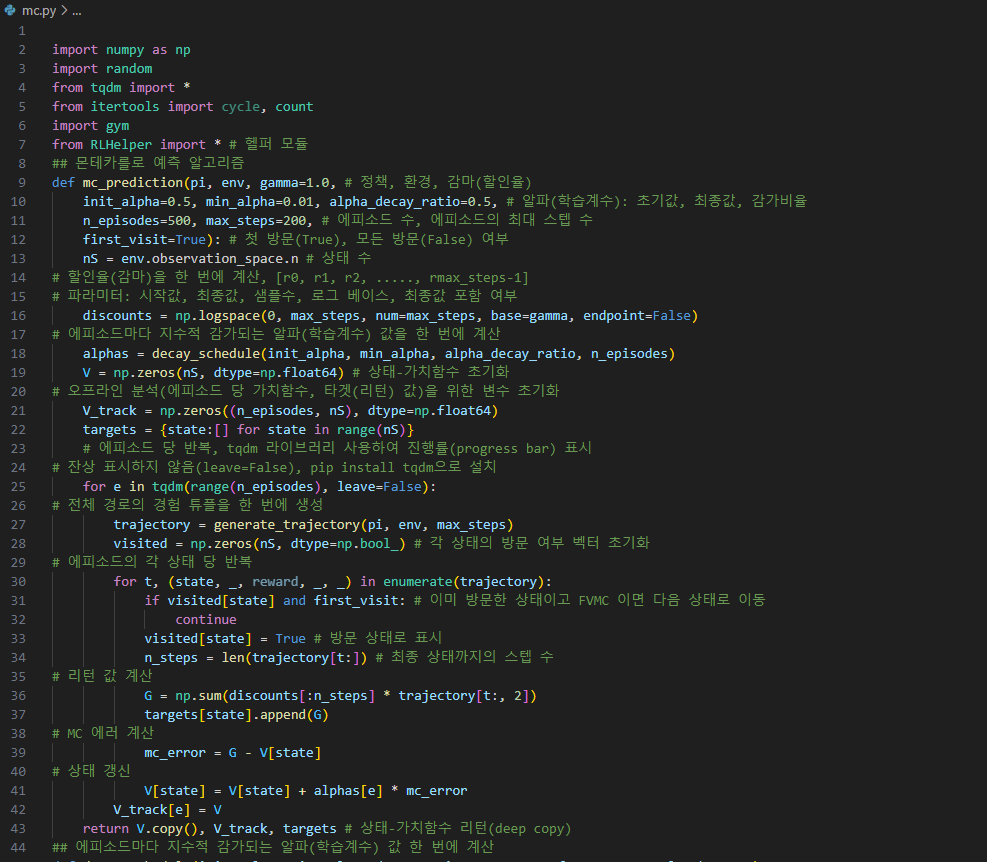 mc.py > ...
1
2 import numpy as np
3 import random
4 from tqdm import *
5 from itertools import cycle, count
6 import gym
7 from RLHelper import * # 헬퍼 모듈
8 ## 몬테카를로 예측 알고리즘
9 def mc_prediction(pi, env, gamma=1.0, # 정책, 환경, 감마(할인율)
10 init_alpha=0.5, min_alpha=0.01, alpha_decay_ratio=0.5, # 알파(학습계수): 초기값, 최종값, 감가비율
11 n_episodes=500, max_steps=200, # 에피소드 수, 에피소드의 최대 스텝 수
12 first_visit=True): # 첫 방문(True), 모든 방문(False) 여부
13 nS = env.observation_space.n # 상태 수
14 # 할인율(감마)을 한 번에 계산, [r0, r1, r2, ....., rmax_steps-1]
15 # 파라미터: 시작값, 최종값, 샘플수, 로그 베이스, 최종값 포함 여부
16 discounts = np.logspace(0, max_steps, num=max_steps, base=gamma, endpoint=False)
17 # 에피소드마다 지수적 감가되는 알파(학습계수) 값을 한 번에 계산
18 alphas = decay_schedule(init_alpha, min_alpha, alpha_decay_ratio, n_episodes)
19 V = np.zeros(nS, dtype=np.float64) # 상태-가치함수 초기화
20 # 오프라인 분석(에피소드 당 가치함수, 타겟(리턴) 값)을 위한 변수 초기화
21 V_track = np.zeros((n_episodes, nS), dtype=np.float64)
22 targets = {state:[] for state in range(nS)}
23 # 에피소드 당 반복, tqdm 라이브러리 사용하여 진행률(progress bar) 표시
24 # 잔상 표시하지 않음(leave=False), pip install tqdm으로 설치
25 for e in tqdm(range(n_episodes), leave=False):
26 # 전체 경로의 경험 튜플을 한 번에 생성
27 trajectory = generate_trajectory(pi, env, max_steps)
28 visited = np.zeros(nS, dtype=np.bool_) # 각 상태의 방문 여부 벡터 초기화
29 # 에피소드의 각 상태 당 반복
30 for t, (state, _, reward, _, _) in enumerate(trajectory):
31 if visited[state] and first_visit: # 이미 방문한 상태이고 FVMC 이면 다음 상태로 이동
32 continue
33 visited[state] = True # 방문 상태로 표시
34 n_steps = len(trajectory[t:]) # 최종 상태까지의 스텝 수
35 # 리턴 값 계산
36 G = np.sum(discounts[:n_steps] * trajectory[t:, 2])
37 targets[state].append(G)
38 # MC 에러 계산
39 mc_error = G - V[state]
40 # 상태 갱신
41 V[state] = V[state] + alphas[e] * mc_error
42 V_track[e] = V
43 return V.copy(), V_track, targets # 상태-가치함수 리턴(deep copy)
44 ## 에피소드마다 지수적 감가되는 알파(학습계수) 값 한 번에 계산